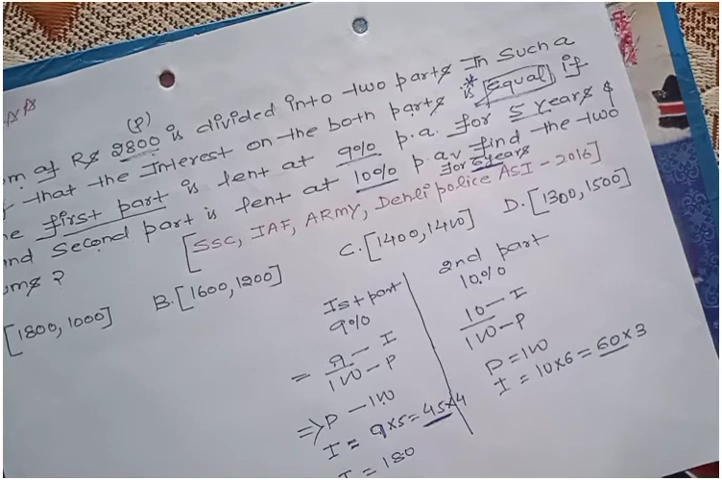 (P)
m of Rs 2800 is divided into two parts In such a
that the Interest on the both parts is Equal if
e first part is lent at 9% p.a. for 5 Years &
nd Second part is lent at 10% p.a for 6 years find the two
ms ?
[SSC, IAF, ARMY, Dehli police ASI - 2016]
[1800, 1000] B.[1600, 1200] C.[1400, 1400] D.[1300, 1500]
Ist part
9%
= 9 - I
100 - P
=> P - 100
I = 9x5 = 45x4
I = 180
2nd part
10%
10 - I
100 - P
P = 100
I = 10x6 = 60x3